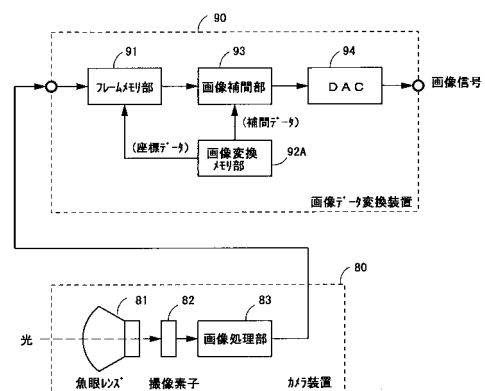 90
91
93
94
フレームメモリ部
画像補間部
DAC
画像信号
(座標データ)
(補間データ)
画像変換
メモリ部
92A
画像データ変換装置
80
81
82
83
光
画像処理部
魚眼レンズ
撮像素子
カメラ装置